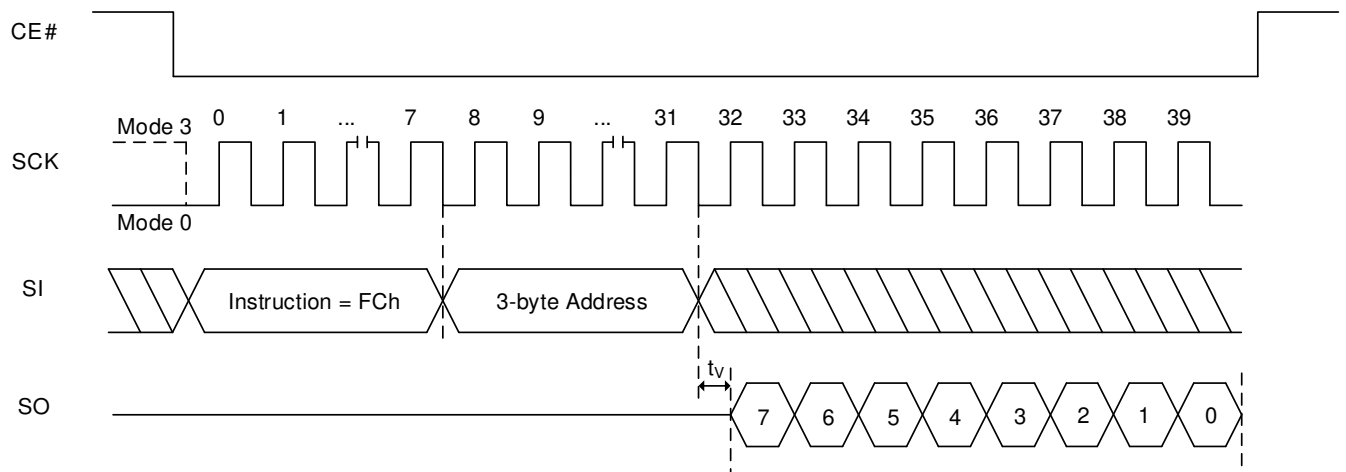 CE#
Mode 3 0 1 ... 7 8 9 ... 31 32 33 34 35 36 37 38 39
SCK
Mode 0
SI Instruction = FCh 3-byte Address
tV
SO 7 6 5 4 3 2 1 0